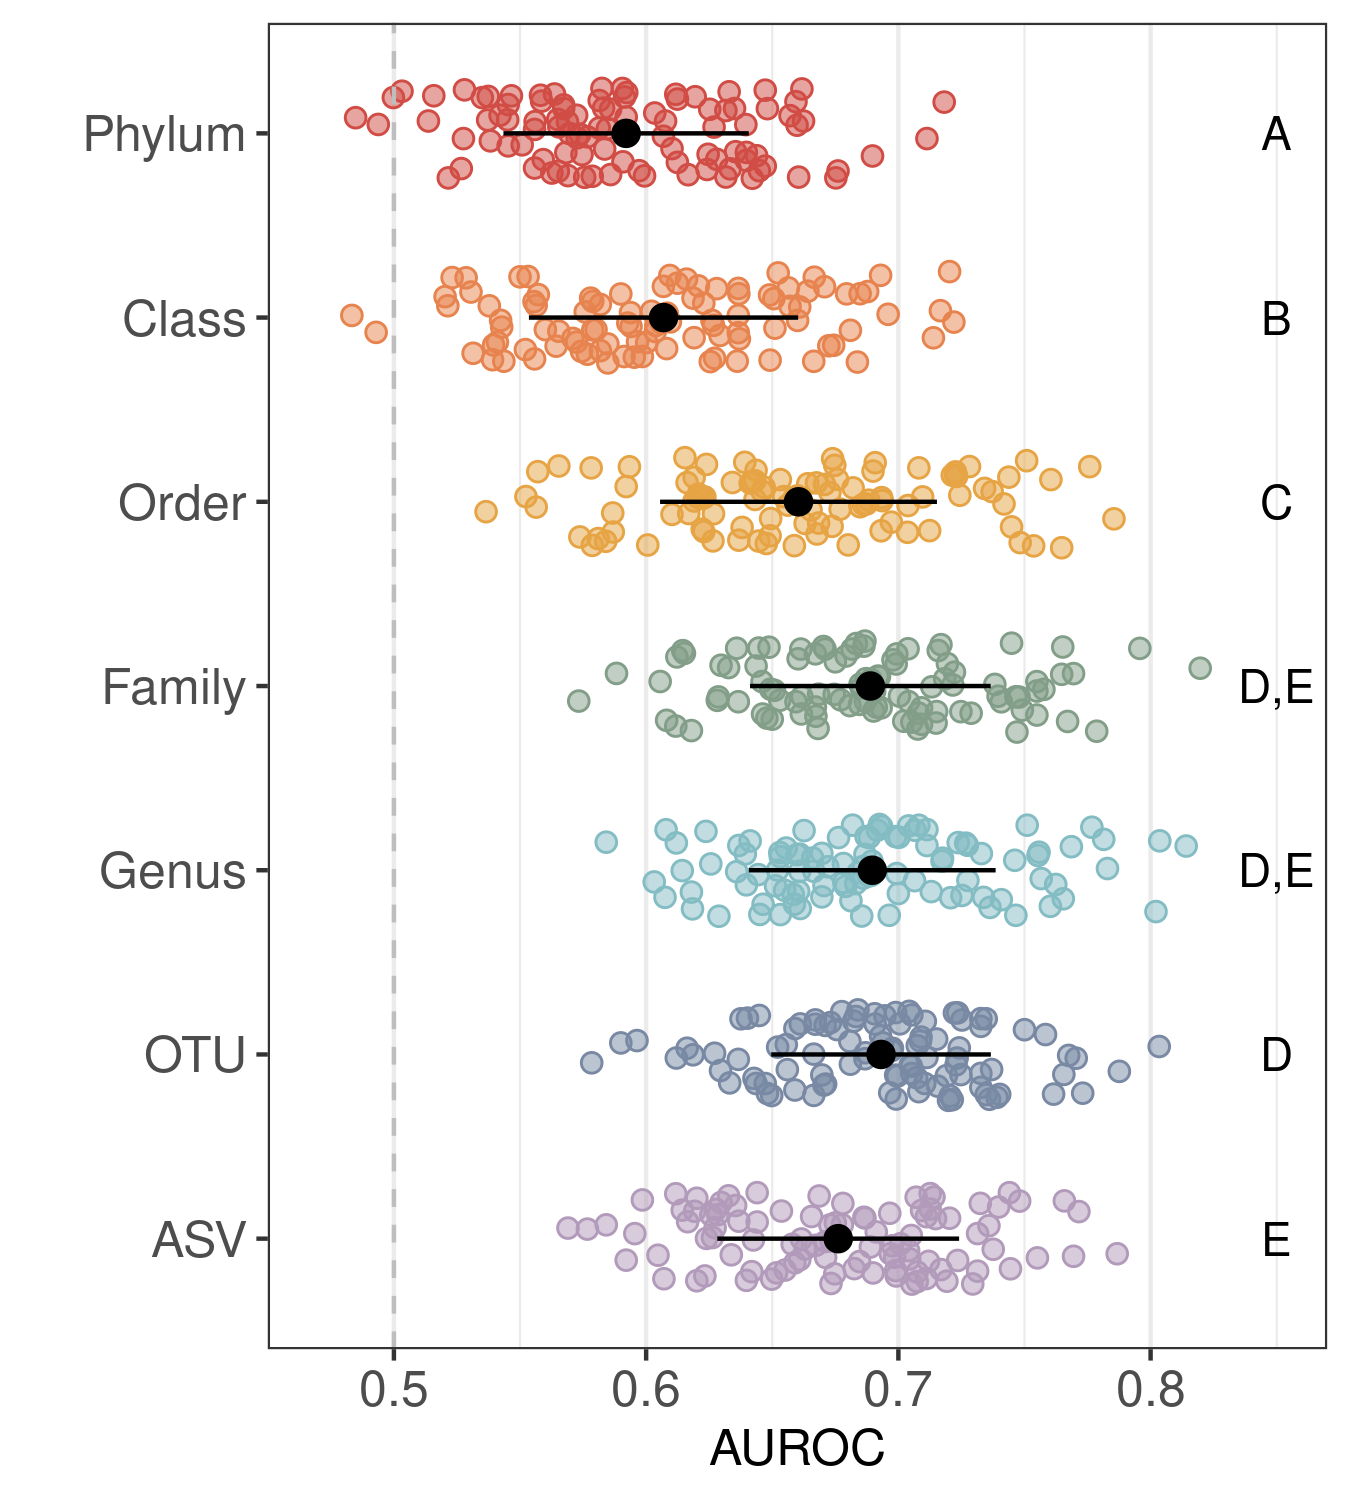 Phylum A
Class B
Order C
Family D,E
Genus D,E
OTU D
ASV E
0.5 0.6 0.7 0.8
AUROC